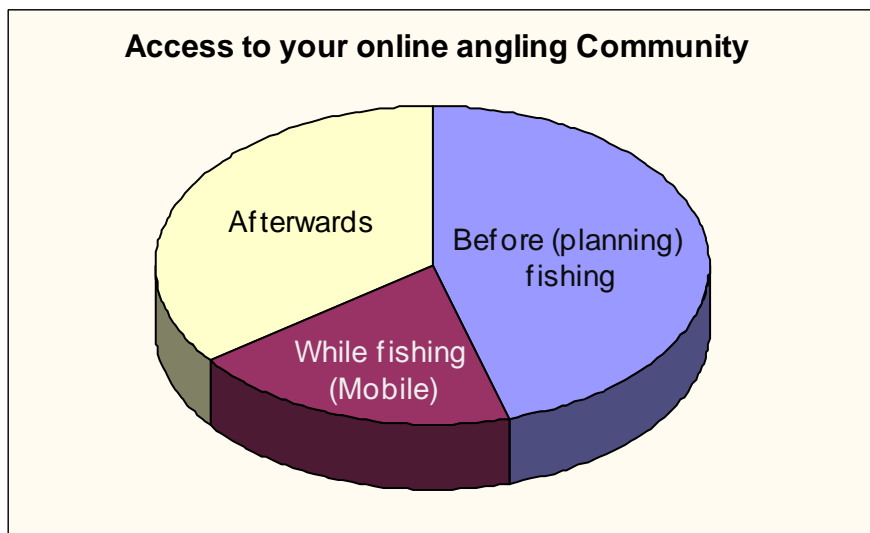 Access to your online angling Community
Afterwards
Before (planning)
fishing
While fishing
(Mobile)